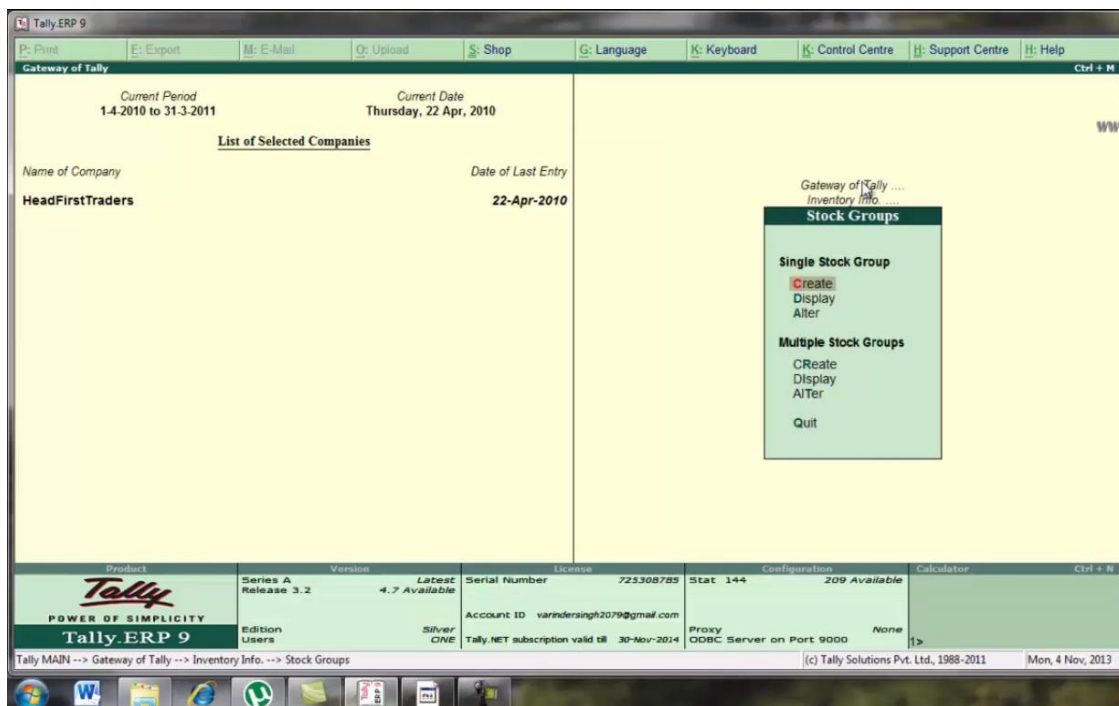 Tally.ERP 9
P: Print E: Export M: E-Mail O: Upload S: Shop G: Language K: Keyboard K: Control Centre H: Support Centre H: Help
Gateway of Tally Ctrl + M
Current Period Current Date
1-4-2010 to 31-3-2011 Thursday, 22 Apr, 2010
List of Selected Companies
Name of Company Date of Last Entry
HeadFirstTraders 22-Apr-2010
Gateway of Tally ....
Inventory Info. ....
Stock Groups
Single Stock Group
Create
Display
Alter
Multiple Stock Groups
CReate
DIsplay
AlTer
Quit
Product Version License Configuration Calculator Ctrl + N
Tally
POWER OF SIMPLICITY
Tally.ERP 9
Series A Latest
Release 3.2 4.7 Available
Edition Silver
Users ONE
Serial Number 725308785
Account ID varindersingh2079@gmail.com
Tally.NET subscription valid till 30-Nov-2014
Stat 144 209 Available
Proxy None
ODBC Server on Port 9000
1>
Tally MAIN --> Gateway of Tally --> Inventory Info. --> Stock Groups (c) Tally Solutions Pvt. Ltd., 1988-2011 Mon, 4 Nov, 2013